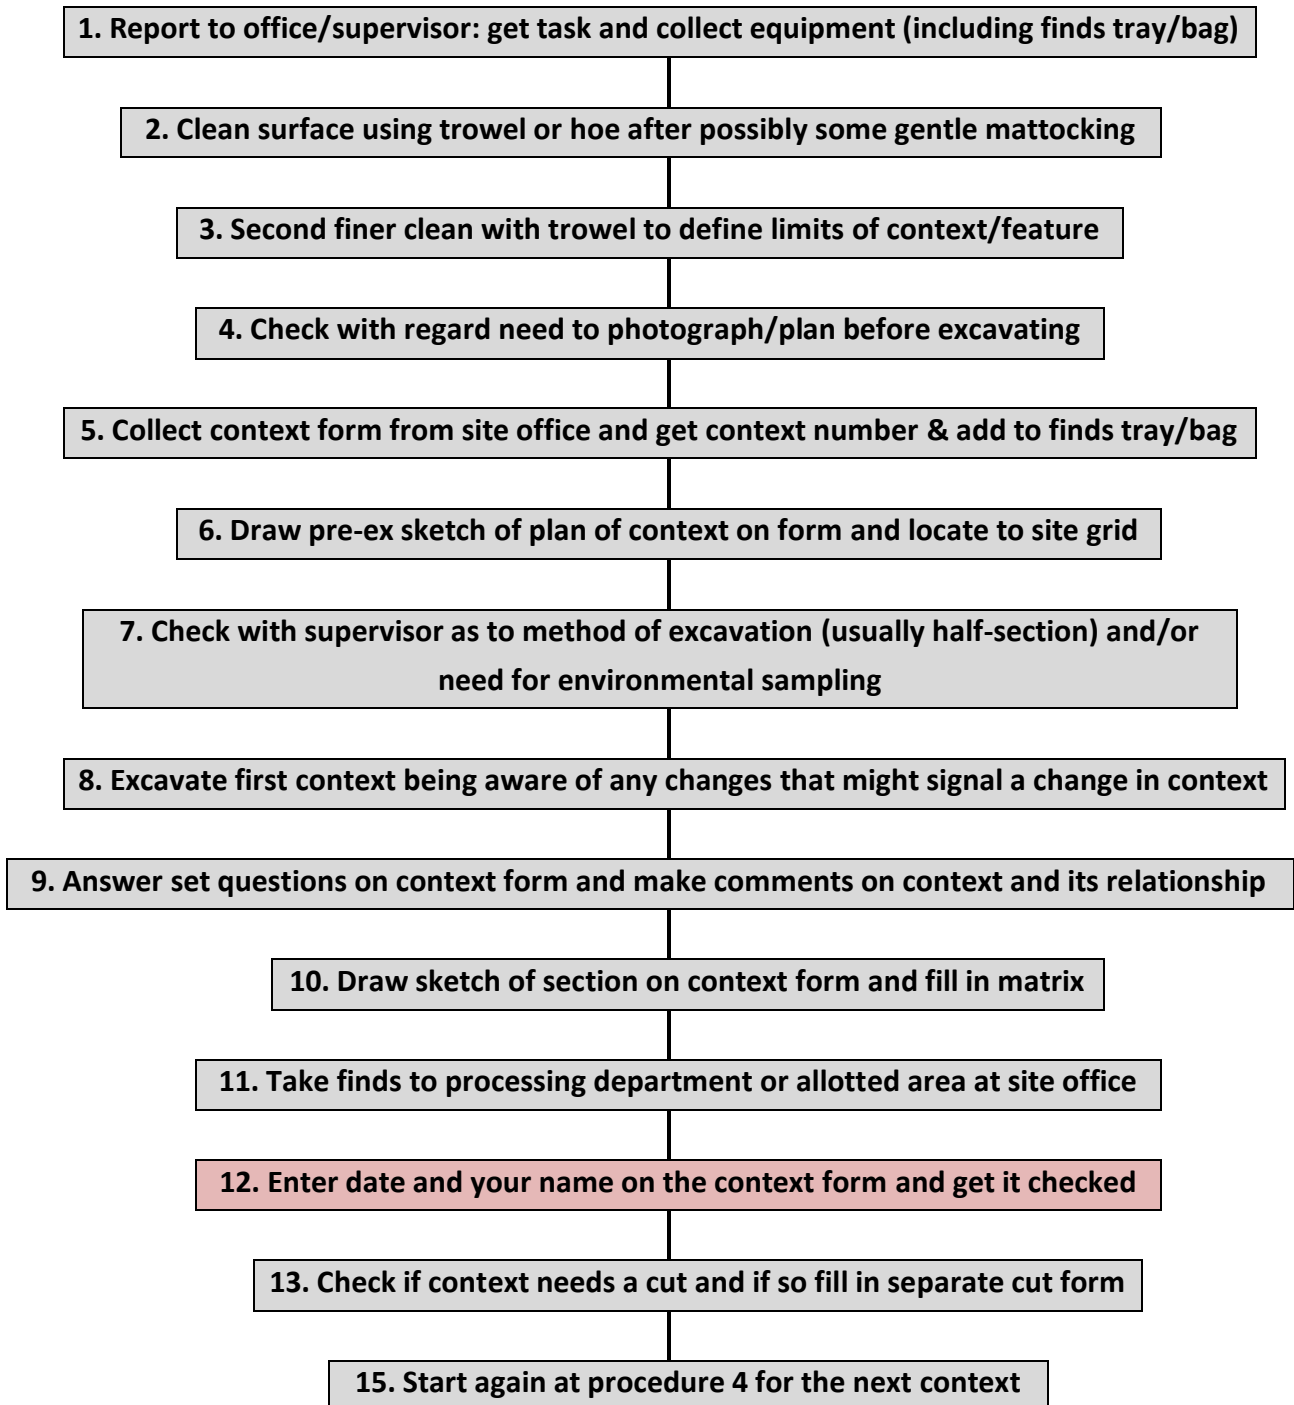 1. Report to office/supervisor: get task and collect equipment (including finds tray/bag)
2. Clean surface using trowel or hoe after possibly some gentle mattocking
3. Second finer clean with trowel to define limits of context/feature
4. Check with regard need to photograph/plan before excavating
5. Collect context form from site office and get context number & add to finds tray/bag
6. Draw pre-ex sketch of plan of context on form and locate to site grid
7. Check with supervisor as to method of excavation (usually half-section) and/or
need for environmental sampling
8. Excavate first context being aware of any changes that might signal a change in context
9. Answer set questions on context form and make comments on context and its relationship
10. Draw sketch of section on context form and fill in matrix
11. Take finds to processing department or allotted area at site office
12. Enter date and your name on the context form and get it checked
13. Check if context needs a cut and if so fill in separate cut form
15. Start again at procedure 4 for the next context